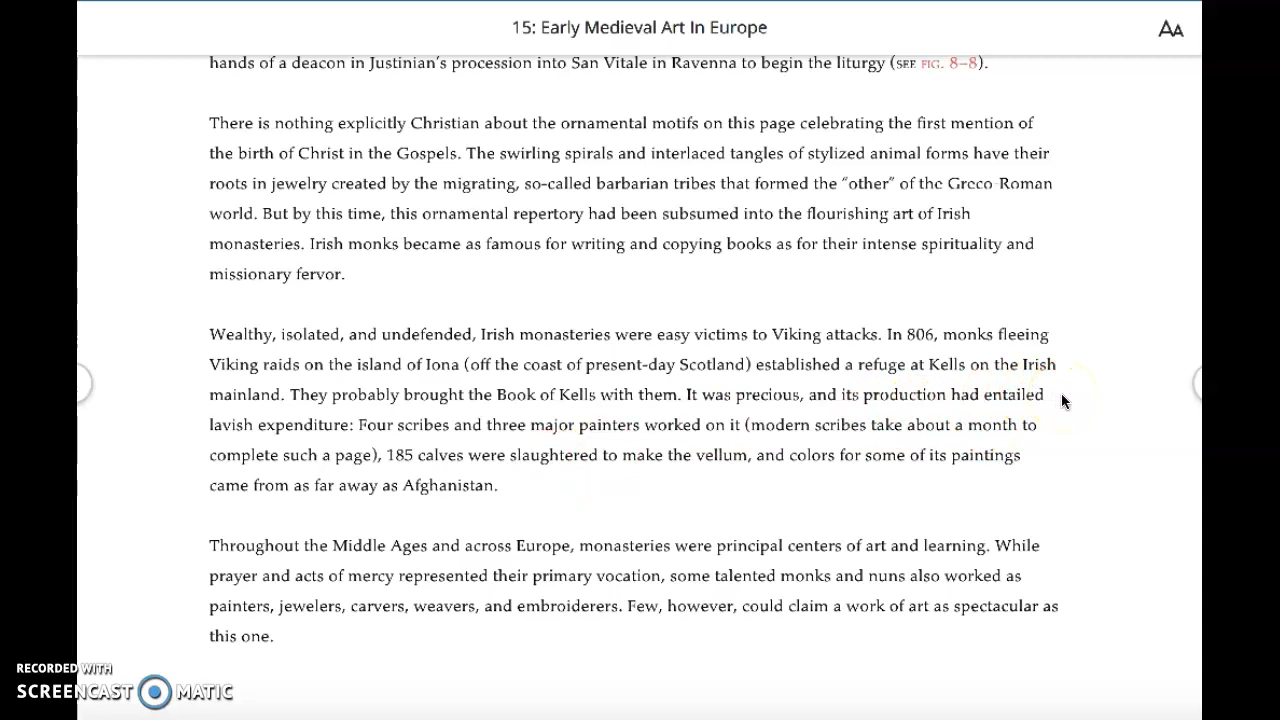 15: Early Medieval Art In Europe
AA
hands of a deacon in Justinian's procession into San Vitale in Ravenna to begin the liturgy (SEE FIG. 8–8).
There is nothing explicitly Christian about the ornamental motifs on this page celebrating the first mention of
the birth of Christ in the Gospels. The swirling spirals and interlaced tangles of stylized animal forms have their
roots in jewelry created by the migrating, so-called barbarian tribes that formed the “other” of the Greco-Roman
world. But by this time, this ornamental repertory had been subsumed into the flourishing art of Irish
monasteries. Irish monks became as famous for writing and copying books as for their intense spirituality and
missionary fervor.
Wealthy, isolated, and undefended, Irish monasteries were easy victims to Viking attacks. In 806, monks fleeing
Viking raids on the island of Iona (off the coast of present-day Scotland) established a refuge at Kells on the Irish
mainland. They probably brought the Book of Kells with them. It was precious, and its production had entailed
lavish expenditure: Four scribes and three major painters worked on it (modern scribes take about a month to
complete such a page), 185 calves were slaughtered to make the vellum, and colors for some of its paintings
came from as far away as Afghanistan.
Throughout the Middle Ages and across Europe, monasteries were principal centers of art and learning. While
prayer and acts of mercy represented their primary vocation, some talented monks and nuns also worked as
painters, jewelers, carvers, weavers, and embroiderers. Few, however, could claim a work of art as spectacular as
this one.
RECORDED WITH
SCREENCAST MATIC